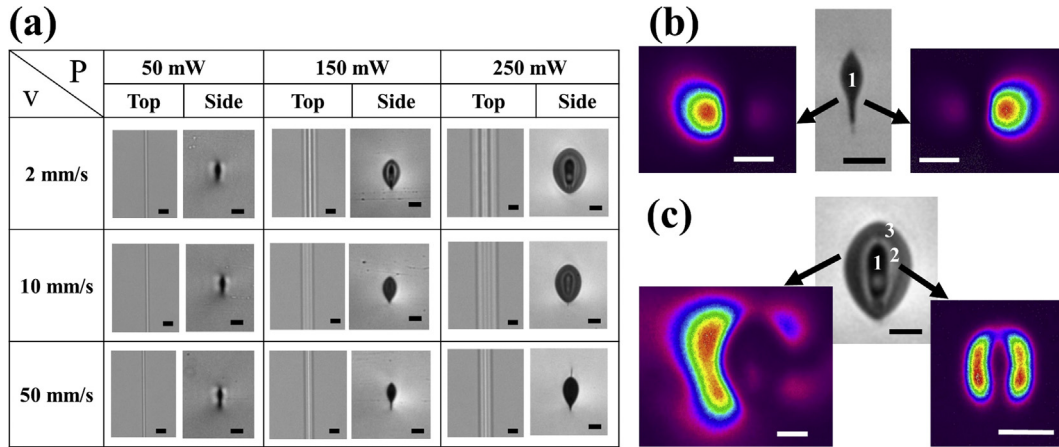 (a)
P
V
50 mW
150 mW
250 mW
Top
Side
Top
Side
Top
Side
2 mm/s
10 mm/s
50 mm/s
(b)
1
(c)
3
2
1